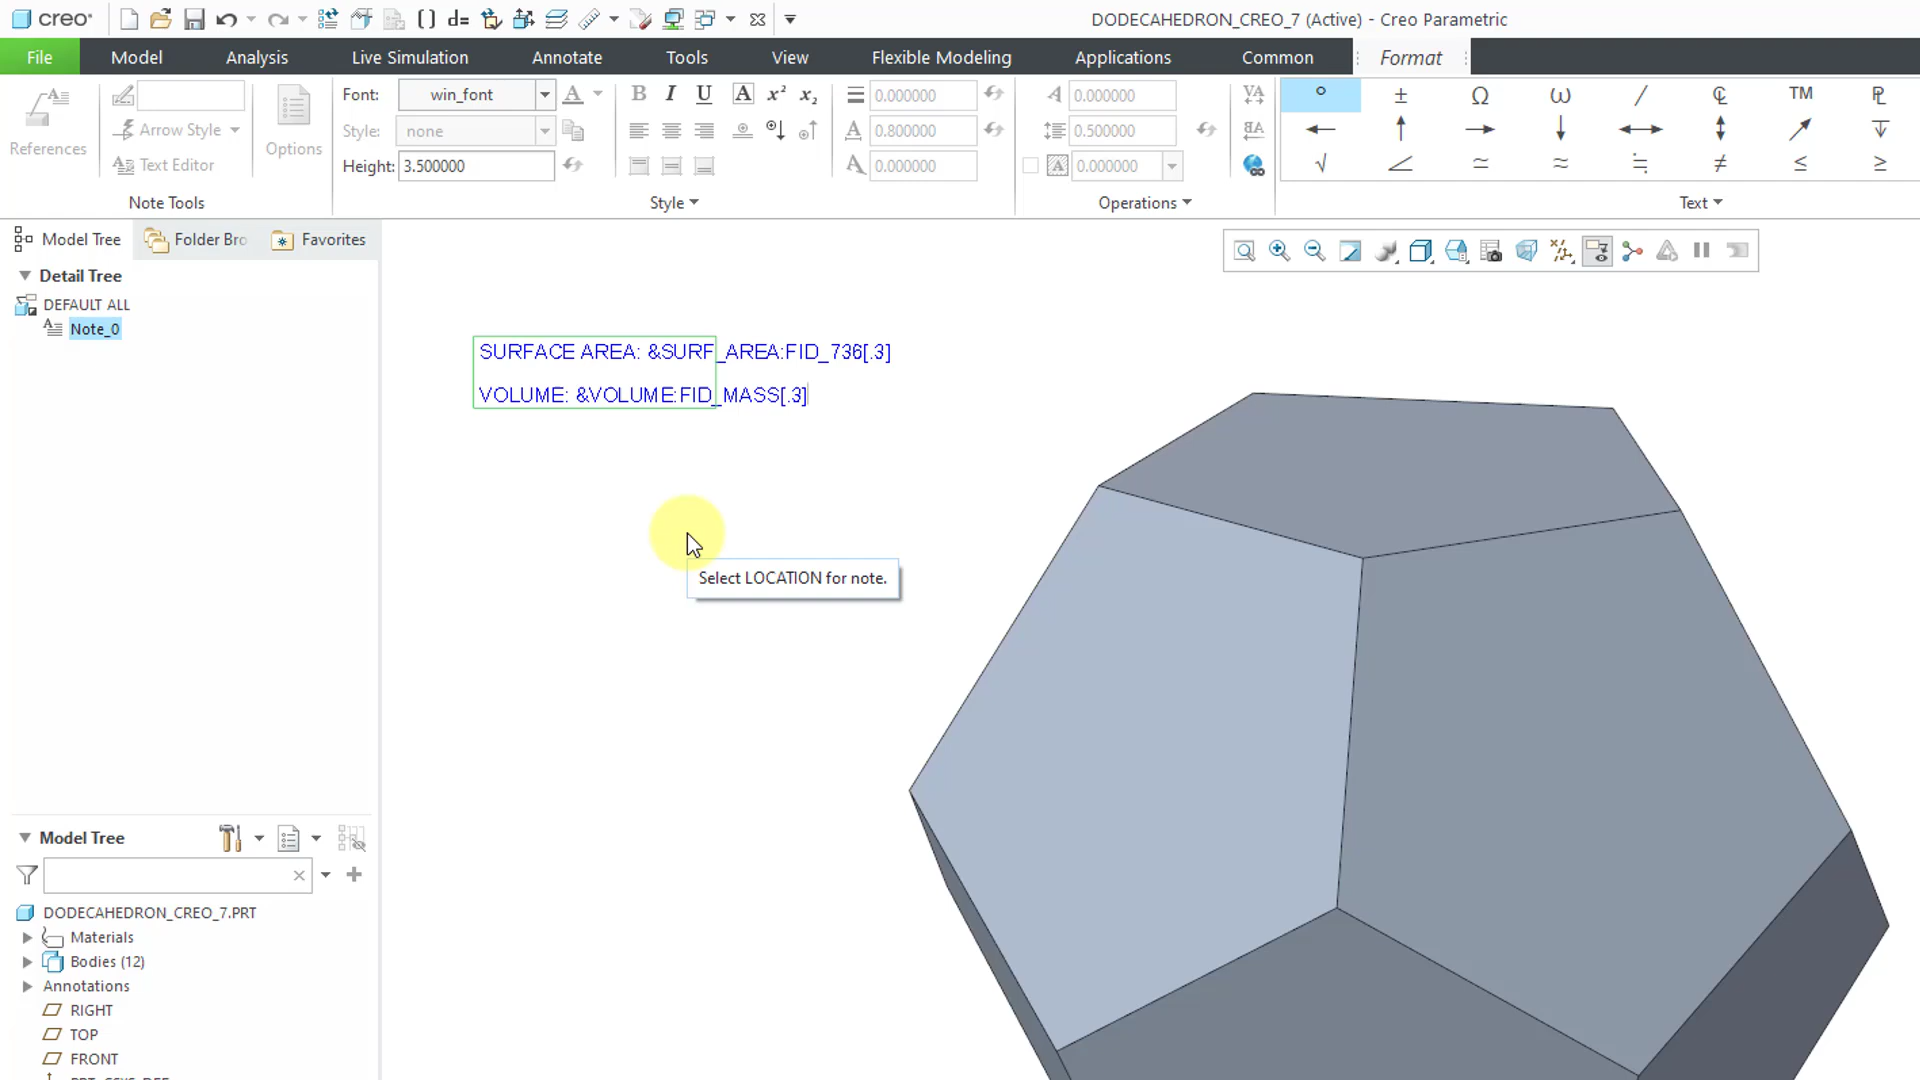 creo°
DODECAHEDRON_CREO_7 (Active) - Creo Parametric
File
Model
Analysis
Live Simulation
Annotate
Tools
View
Flexible Modeling
Applications
Common
Format
References
Arrow Style
Text Editor
Options
Note Tools
Font:
win_font
Style:
none
Height:
3.500000
Style
0.000000
0.800000
0.000000
0.000000
0.500000
0.000000
Operations
Text
Model Tree
Folder Bro
Favorites
Detail Tree
DEFAULT ALL
Note_0
SURFACE AREA: &SURF_AREA:FID_736[.3]
VOLUME: &VOLUME:FID_MASS[.3]
Select LOCATION for note.
Model Tree
DODECAHEDRON_CREO_7.PRT
Materials
Bodies (12)
Annotations
RIGHT
TOP
FRONT